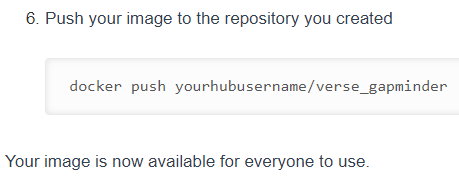 6. Push your image to the repository you created
docker push yourhubusername/verse_gapminder
Your image is now available for everyone to use.